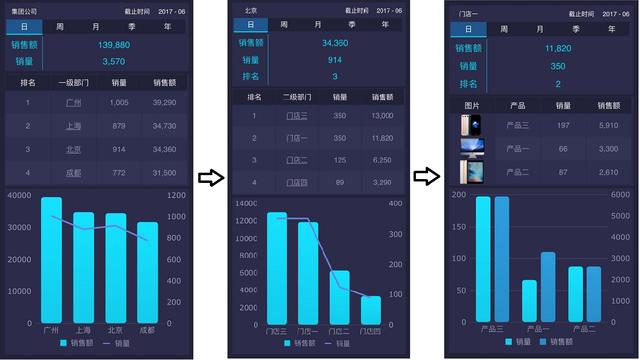 集团公司 截止时间 2017 - 06
日 周 月 季 年
销售额 139,880
销量 3,570
排名 一级部门 销量 销售额
1 广州 1,005 39,290
2 上海 879 34,730
3 北京 914 34,360
4 成都 772 31,500
40000 1200
1000
30000
800
20000 600
400
10000
200
0 0
广州 上海 北京 成都
销售额 销量
北京 截止时间 2017 - 06
日 周 月 季 年
销售额 34,360
销量 914
排名 3
排名 二级部门 销量 销售额
1 门店三 350 13,000
2 门店一 350 11,820
3 门店二 125 6,250
4 门店四 89 3,290
14000 400
12000
10000 300
8000
200
6000
4000 100
2000
0 0
门店三 门店一 门店二 门店四
销售额 销量
门店一 截止时间 2017 - 06
日 周 月 季 年
销售额 11,820
销量 350
排名 2
图片 产品 销量 销售额
产品三 197 5,910
产品一 66 3,300
产品二 87 2,610
200 6000
5000
150
4000
100 3000
2000
50
1000
0 0
产品三 产品一 产品二
销量 销售额